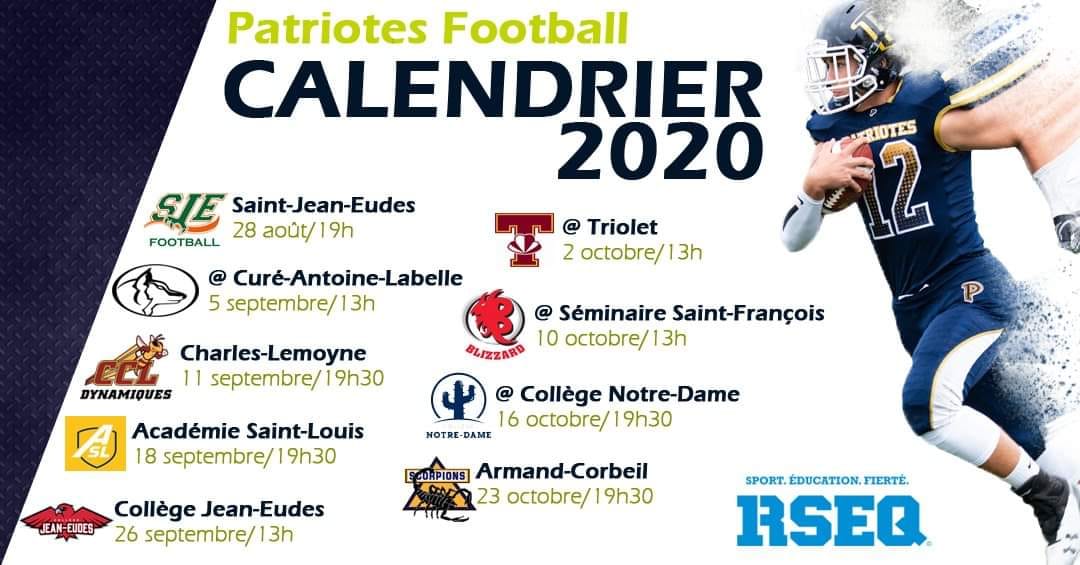 Patriotes Football
CALENDRIER
2020
SJE
FOOTBALL
Saint-Jean-Eudes
28 août/19h
@ Curé-Antoine-Labelle
5 septembre/13h
CCL
DYNAMIQUES
Charles-Lemoyne
11 septembre/19h30
ASL
Académie Saint-Louis
18 septembre/19h30
COLLÈGE
JEAN-EUDES
Collège Jean-Eudes
26 septembre/13h
T
@ Triolet
2 octobre/13h
BLIZZARD
@ Séminaire Saint-François
10 octobre/13h
NOTRE-DAME
@ Collège Notre-Dame
16 octobre/19h30
SCORPIONS
Armand-Corbeil
23 octobre/19h30
PATRIOTES
12
P
SPORT. ÉDUCATION. FIERTÉ.
RSEQ